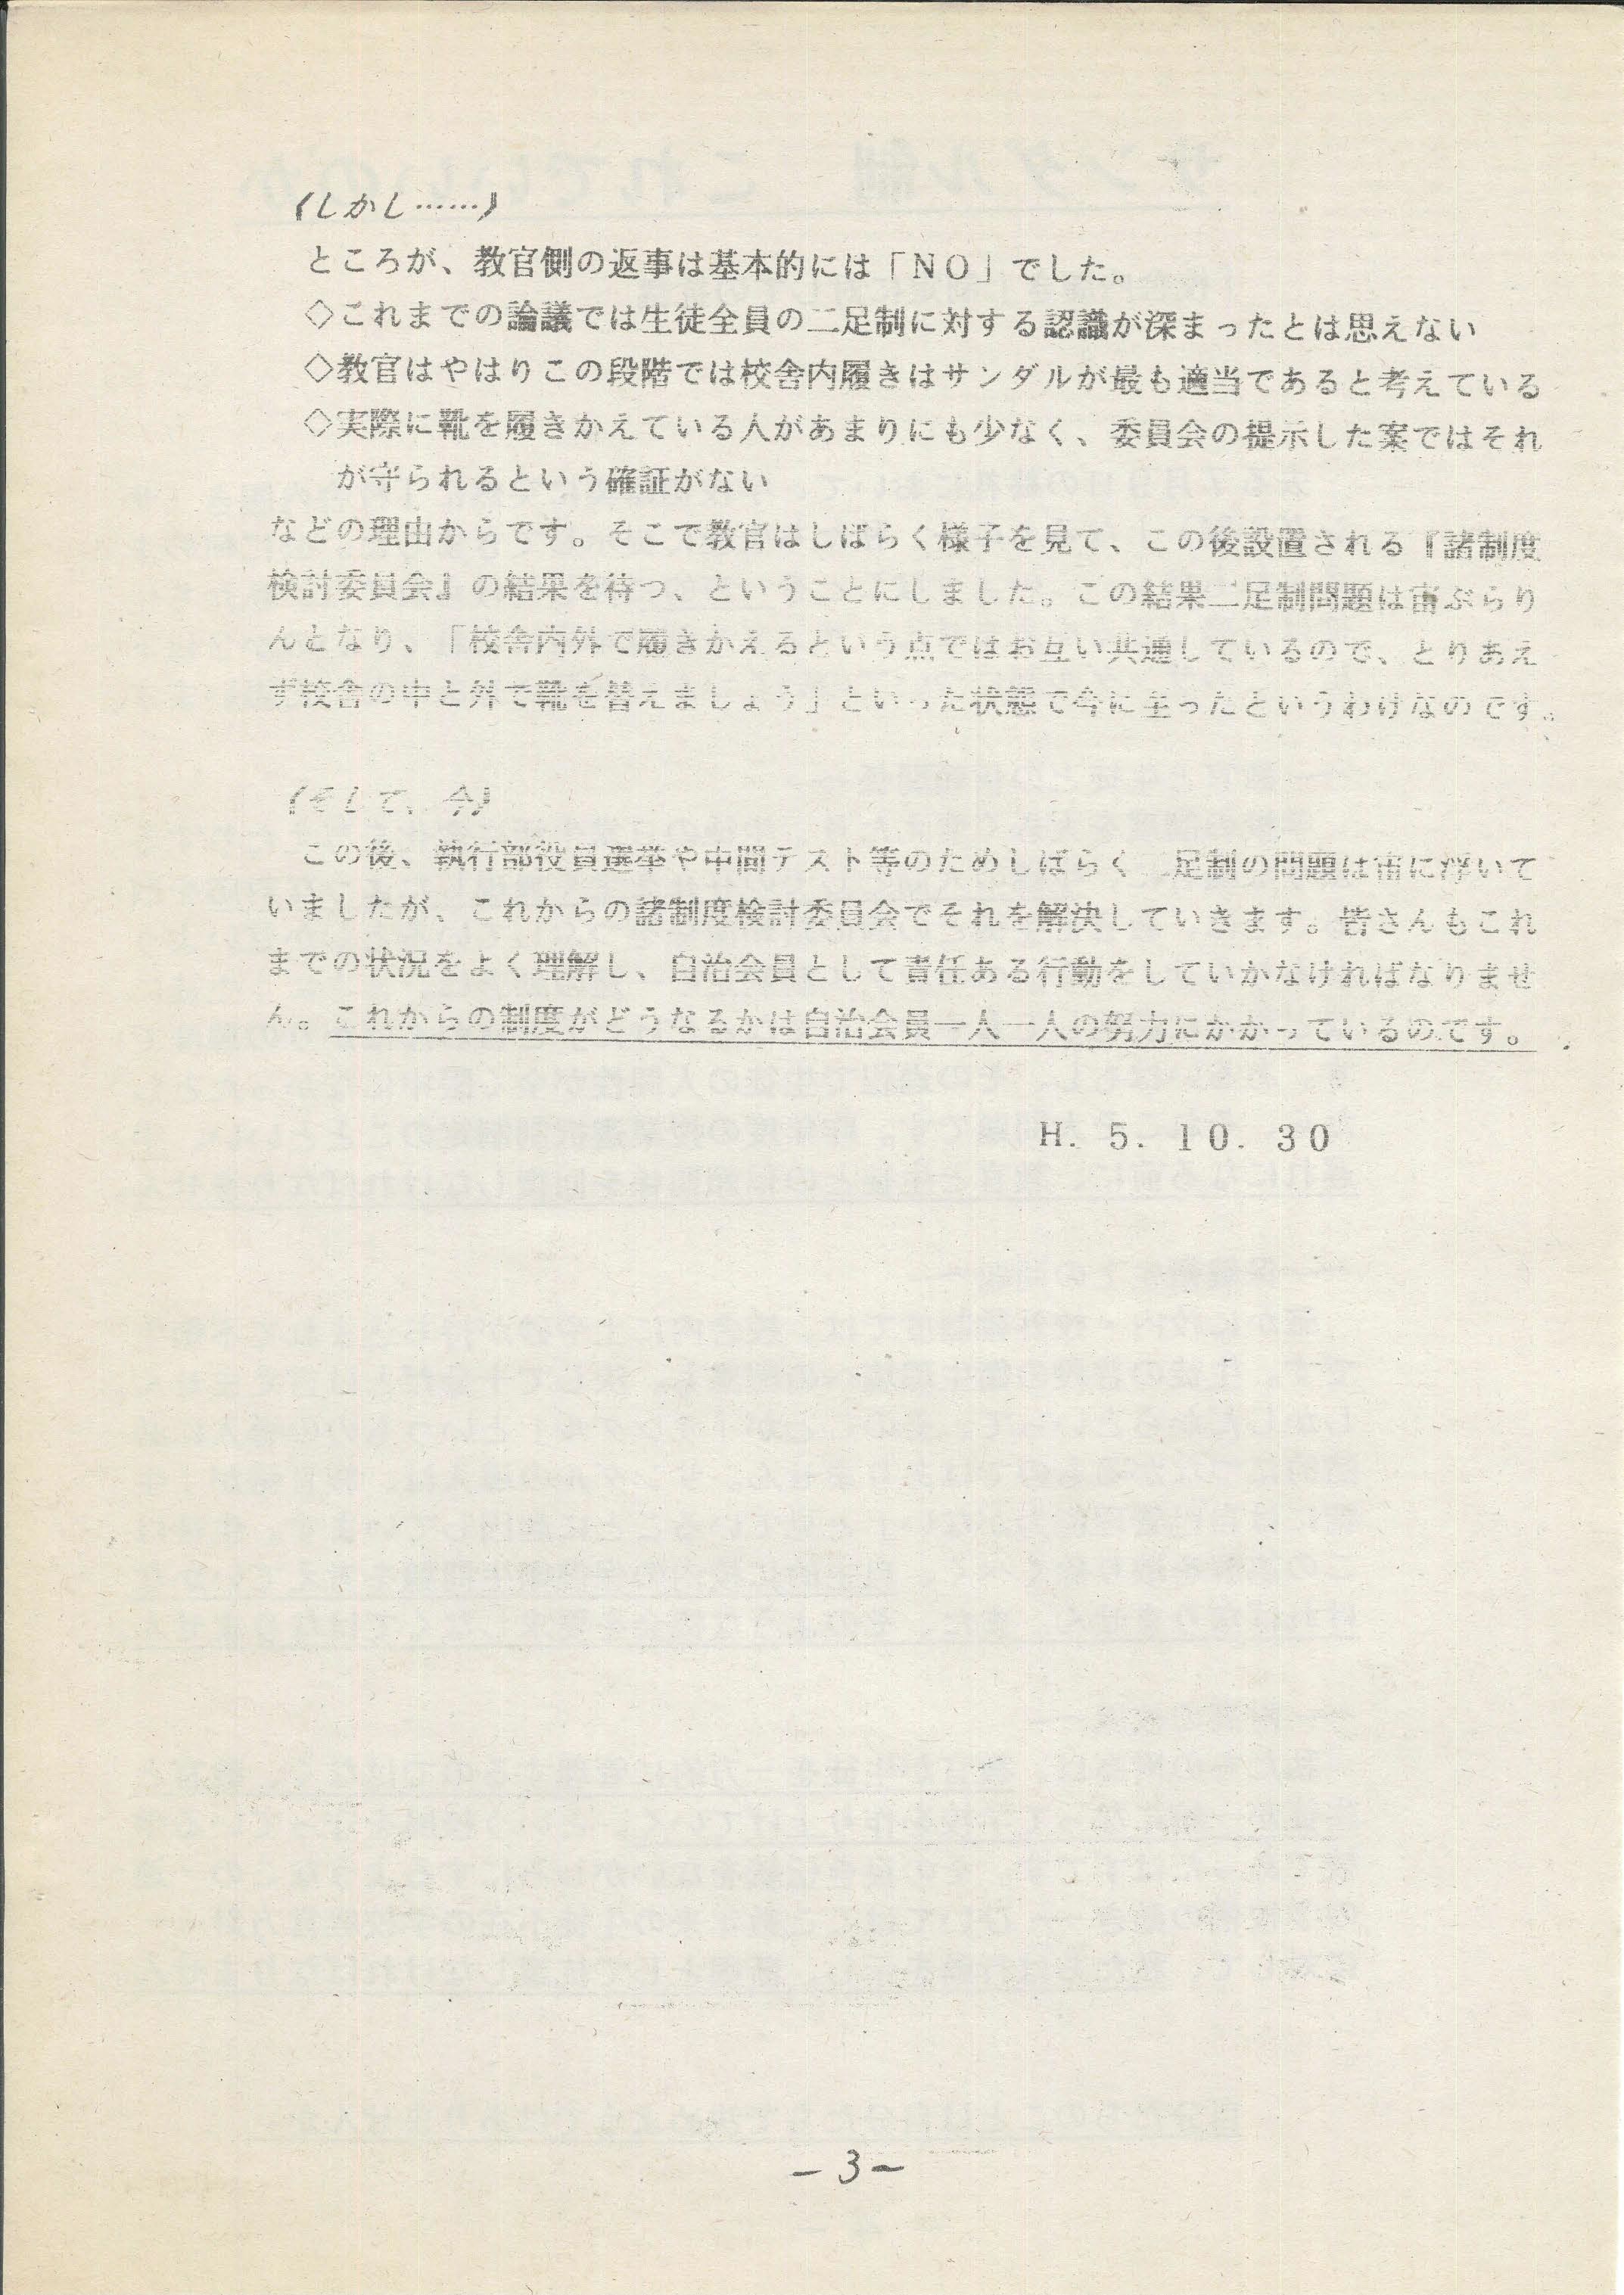 《しかし……》
ところが、教官側の返事は基本的には「ＮＯ」でした。
◇これまでの論議では生徒全員の二足制に対する認識が深まったとは思えない
◇教官はやはりこの段階では校舎内履きはサンダルが最も適当であると考えている
◇実際に靴を履きかえている人があまりにも少なく、委員会の提示した案ではそれ
が守られるという確証がない
などの理由からです。そこで教官はしばらく様子を見て、この後設置される『諸制度
検討委員会』の結果を待つ、ということにしました。この結果二足制問題は宙ぶらり
んとなり、「校舎内外で履きかえるという点ではお互い共通しているので、とりあえ
ず校舎の中と外で靴を替えましょう」といった状態で今に至ったというわけなのです。
《そして、今》
この後、執行部役員選挙や中間テスト等のためしばらく二足制の問題は宙に浮いて
いましたが、これからの諸制度検討委員会でそれを解決していきます。皆さんもこれ
までの状況をよく理解し、自治会員として責任ある行動をしていかなければなりませ
ん。これからの制度がどうなるかは自治会員一人一人の努力にかかっているのです。
Ｈ．５．１０．３０
－３－